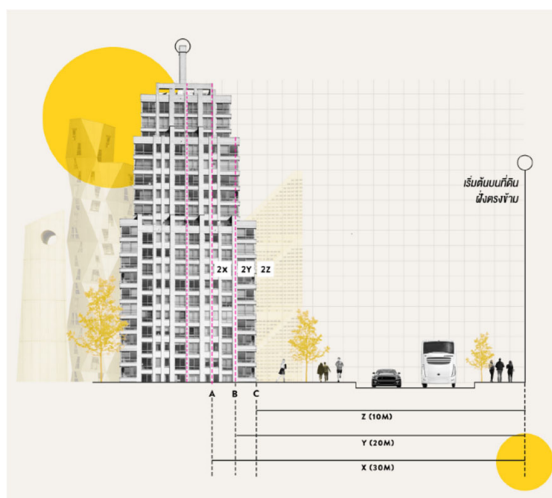 เริ่มต้นบนที่ดิน
ฝั่งตรงข้าม
2X 2Y 2Z
A B C
Z (10M)
Y (20M)
X (30M)